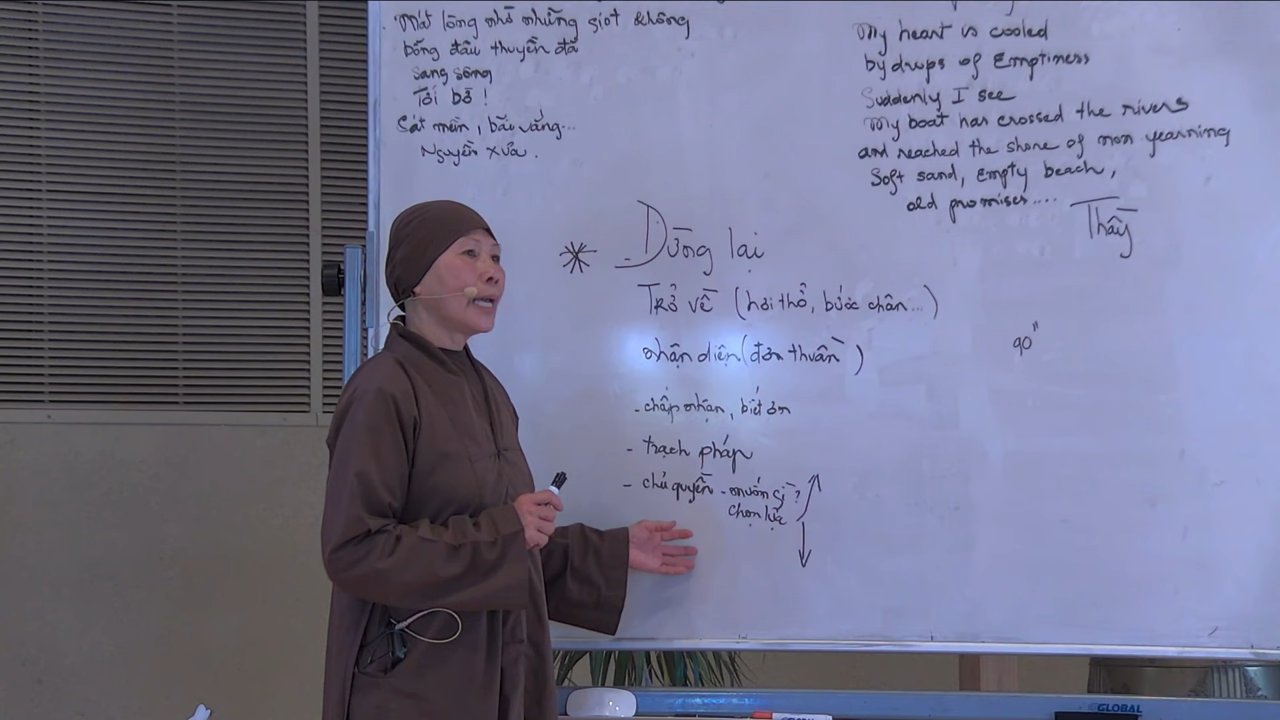 Mát lòng nhờ những giọt không
bỗng đâu thuyền đã
sang sông
Tới bờ !
Cát mềm, bãi vắng...
Nguyền xưa.
My heart is cooled
by drops of Emptiness
Suddenly I see
My boat has crossed the rivers
and reached the shore of non yearning
Soft sand, Empty beach,
old promises....
Thầy
Dừng lại
Trở về (hơi thở, bước chân...)
90"
nhận diện (đơn thuần)
- chấp nhận, biết ơn
- trạch pháp
- chủ quyền - muốn gì ?
chọn lựa
GLOBAL
GLOBAL